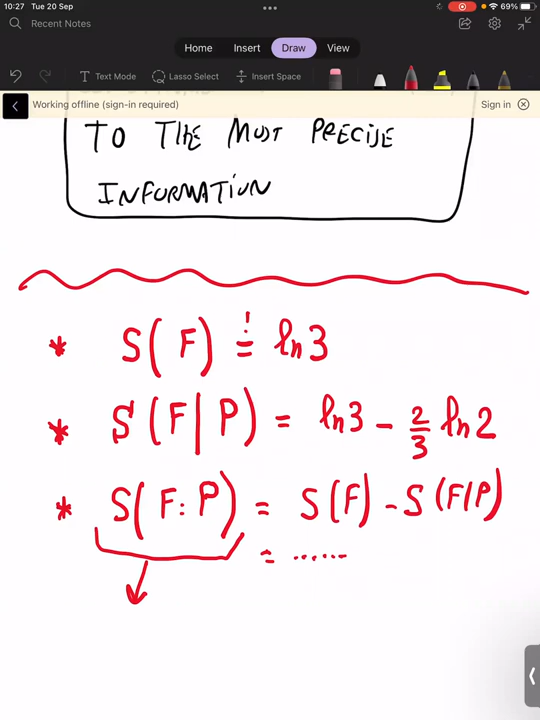 10:27 Tue 20 Sep 69%
Recent Notes
Home Insert Draw View
Text Mode Lasso Select Insert Space
Working offline (sign-in required) Sign in
TO THE MOST PRECISE
INFORMATION
* S(F) = ln3
* S(F|P) = ln3 - 2/3 ln2
* S(F:P) = S(F) - S(F|P)
= ......